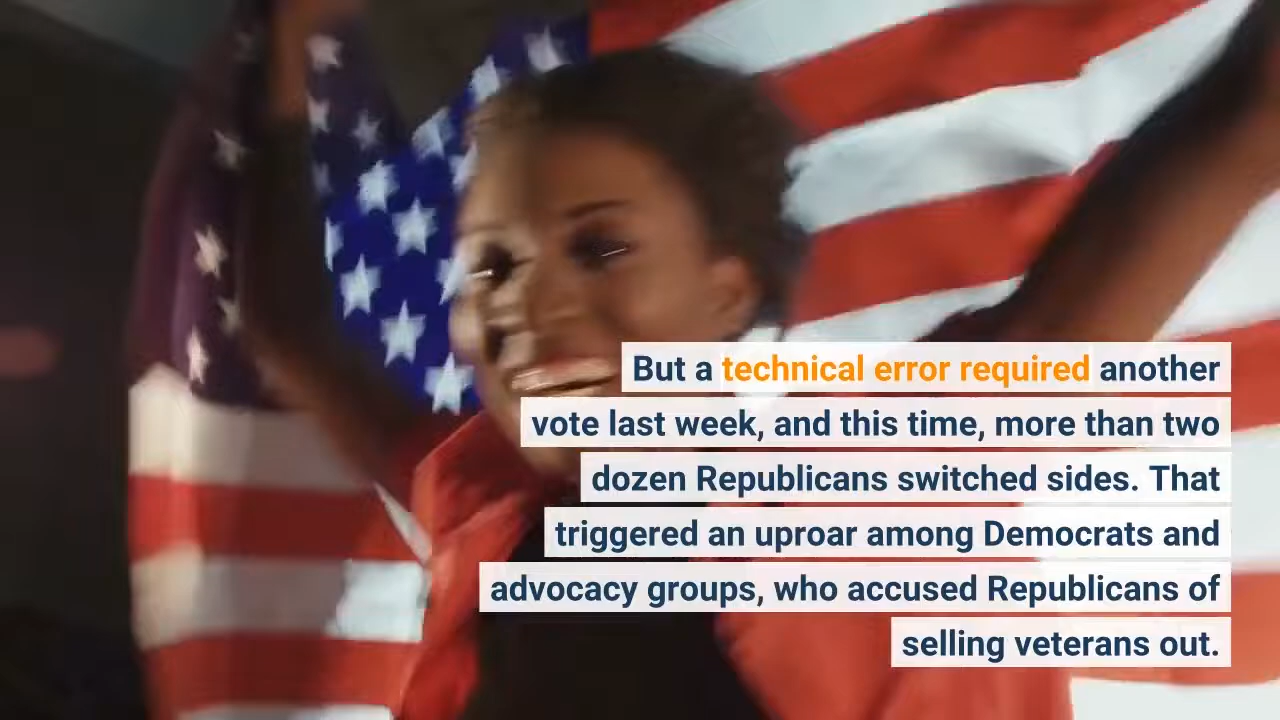 But a technical error required another
vote last week, and this time, more than two
dozen Republicans switched sides. That
triggered an uproar among Democrats and
advocacy groups, who accused Republicans of
selling veterans out.